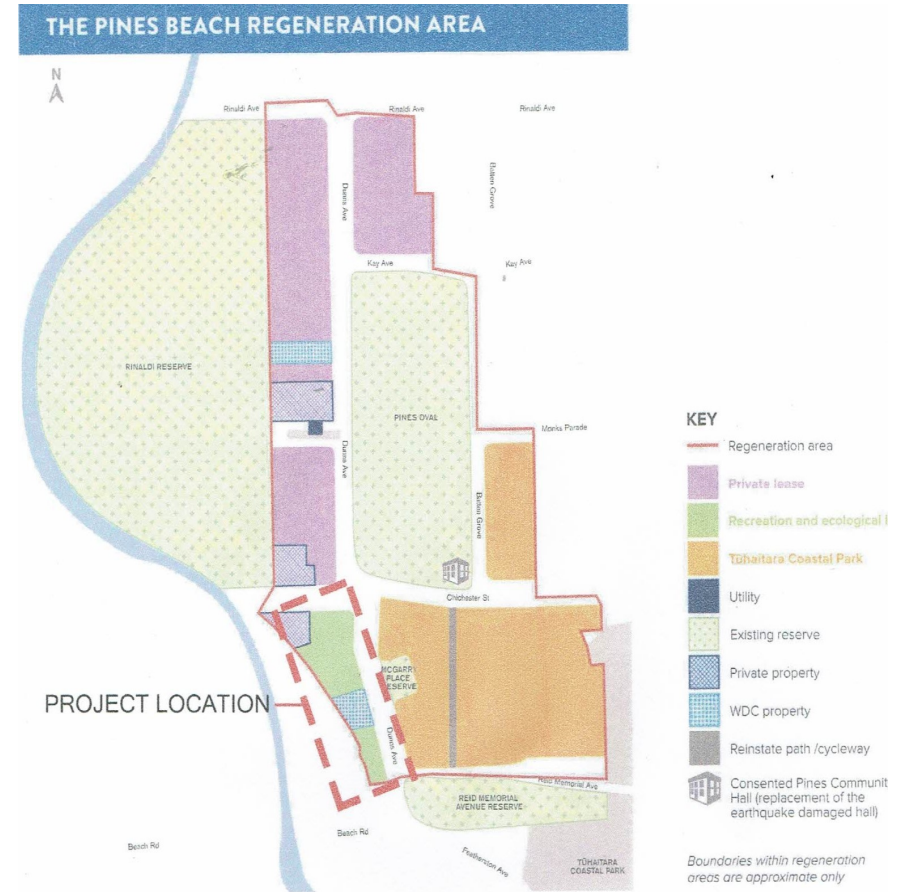 THE PINES BEACH REGENERATION AREA
N
Rinaldi Ave
Rinaldi Ave
Rinaldi Ave
Dunns Ave
Batten Grove
Kay Ave
Kay Ave
RINALDI RESERVE
PINES OVAL
Monks Parade
Dunns Ave
Batten Grove
Chichester St
MCGARRY
PLACE
RESERVE
PROJECT LOCATION
Dunns Ave
Reid Memorial Ave
REID MEMORIAL
AVENUE RESERVE
Beach Rd
Beach Rd
Featherston Ave
TŪHAITARA
COASTAL PARK
KEY
Regeneration area
Private lease
Recreation and ecological l
Tūhaitara Coastal Park
Utility
Existing reserve
Private property
WDC property
Reinstate path /cycleway
Consented Pines Communit
Hall (replacement of the
earthquake damaged hall)
Boundaries within regeneration
areas are approximate only